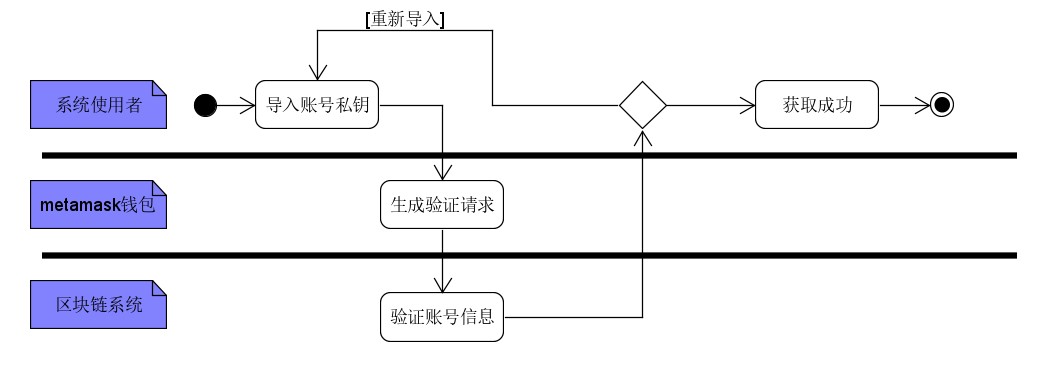 [重新导入]
系统使用者
导入账号私钥
获取成功
metamask钱包
生成验证请求
区块链系统
验证账号信息